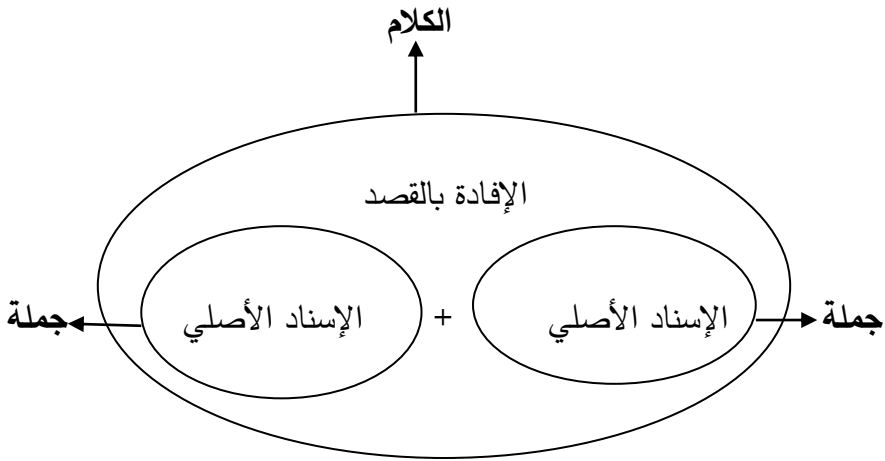 الكلام
الإفادة بالقصد
جملة الإسناد الأصلي + الإسناد الأصلي جملة